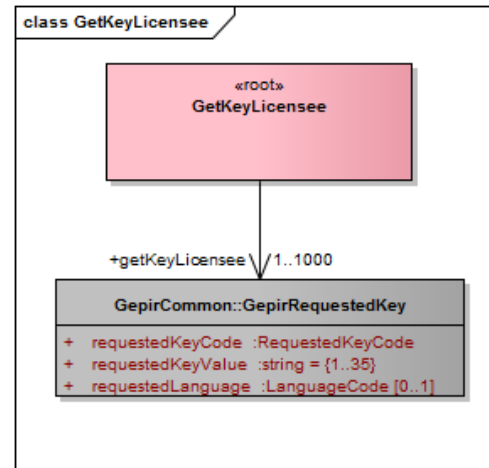 class GetKeyLicensee
«root»
GetKeyLicensee
+getKeyLicensee 1..1000
GepirCommon::GepirRequestedKey
+ requestedKeyCode :RequestedKeyCode
+ requestedKeyValue :string = {1..35}
+ requestedLanguage :LanguageCode [0..1]